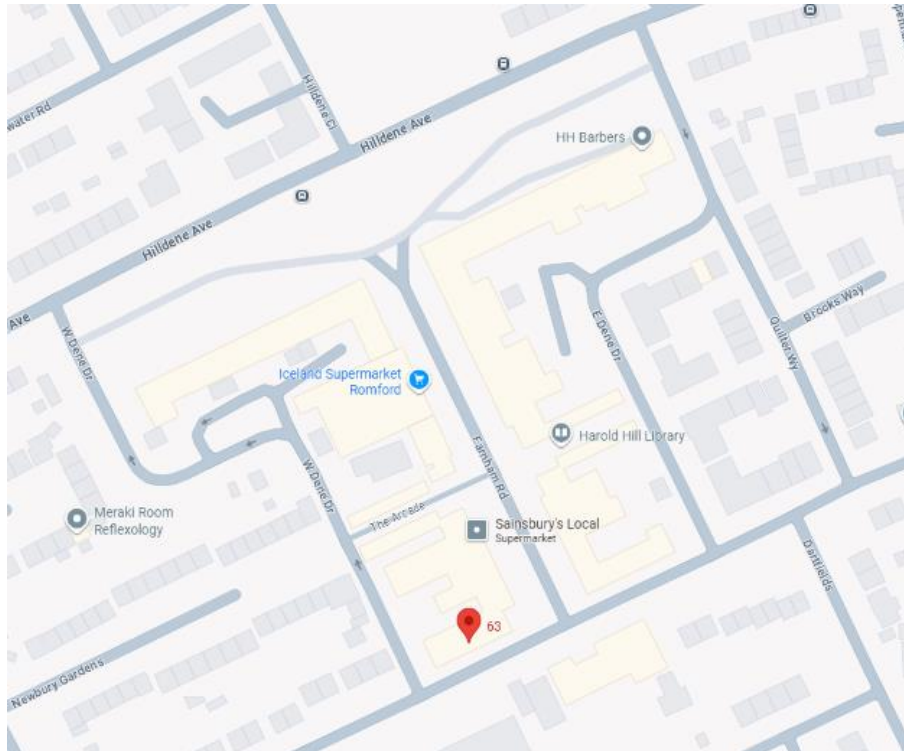 water Rd
Hilldene Cl
Hilldene Ave
HH Barbers
Hilldene Ave
Ave
W Dene Dr
Brooks Way
Quilter Wy
E Dene Dr
Iceland Supermarket
Romford
Farnham Rd
Harold Hill Library
W Dene Dr
Meraki Room
Reflexology
The Arcade
Sainsbury's Local
Supermarket
Dartfields
63
Newbury Gardens